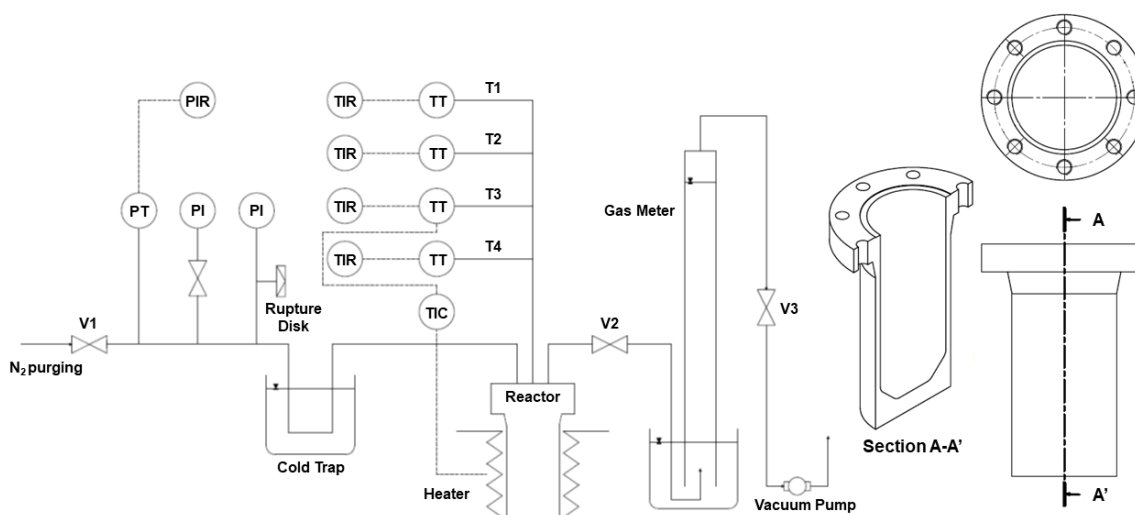 PIR
TIR
TT
T1
TIR
TT
T2
TIR
TT
T3
TIR
TT
T4
PT
PI
PI
Rupture
Disk
TIC
V1
N₂ purging
Cold Trap
Reactor
Heater
V2
Gas Meter
V3
Vacuum Pump
Section A-A'
A
A'